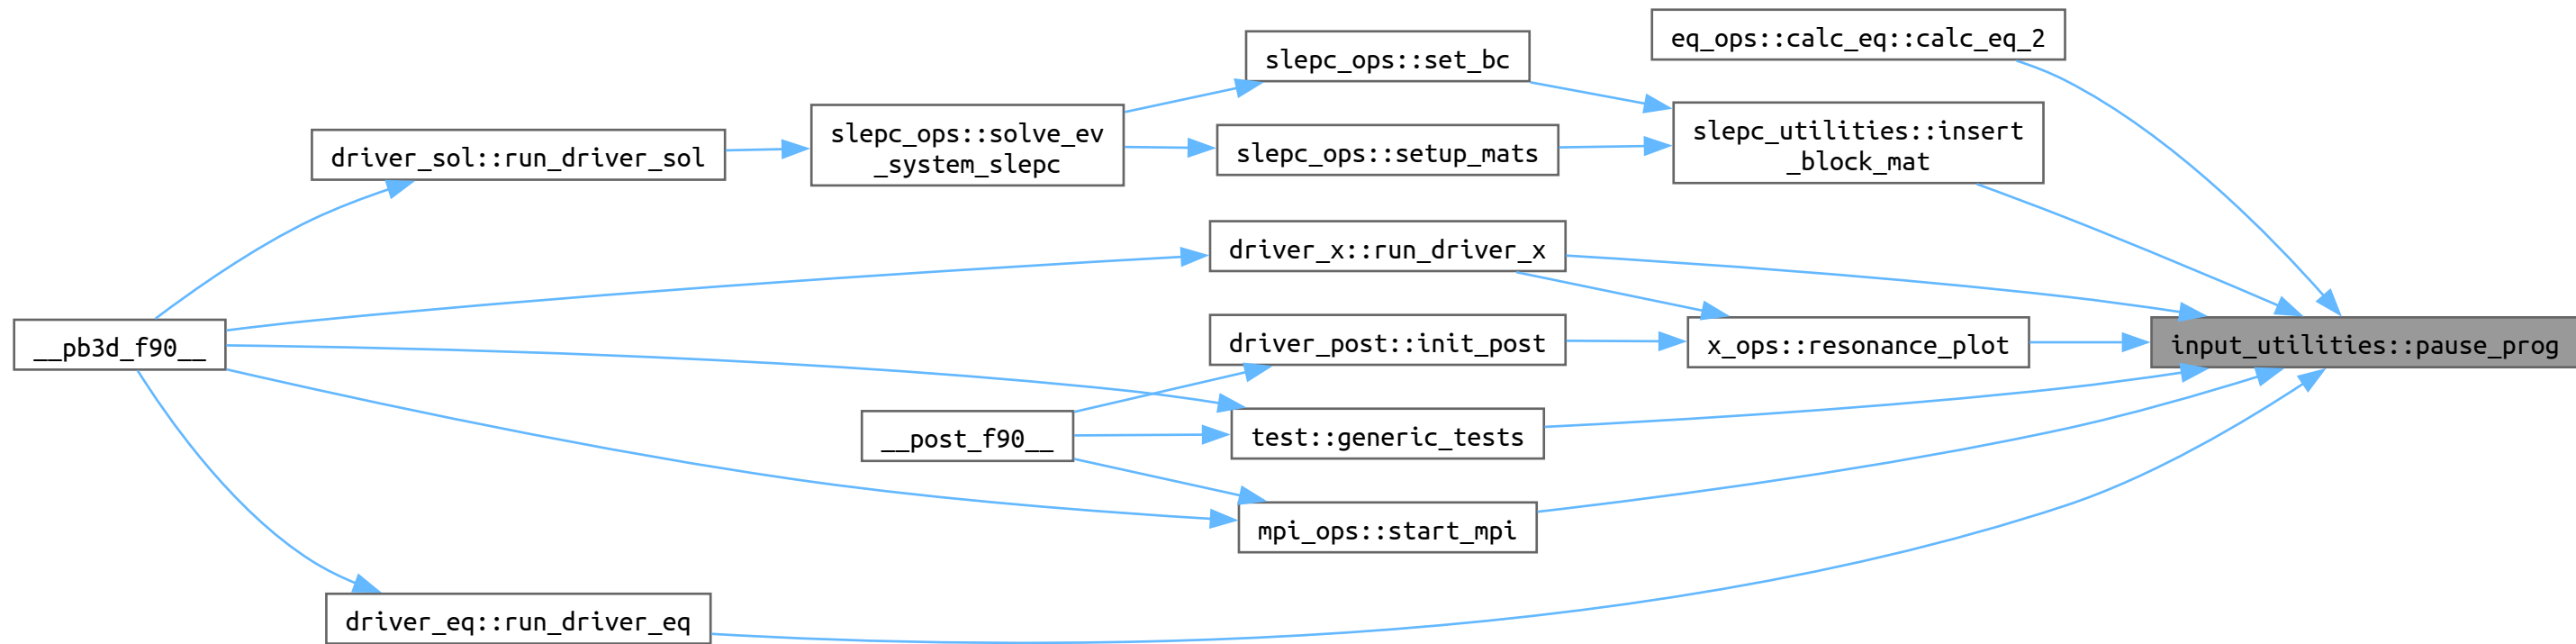 eq_ops::calc_eq::calc_eq_2
slepc_ops::set_bc
slepc_utilities::insert
_block_mat
slepc_ops::solve_ev
_system_slepc
driver_sol::run_driver_sol
slepc_ops::setup_mats
driver_x::run_driver_x
__pb3d_f90__
driver_post::init_post
x_ops::resonance_plot
input_utilities::pause_prog
__post_f90__
test::generic_tests
mpi_ops::start_mpi
driver_eq::run_driver_eq